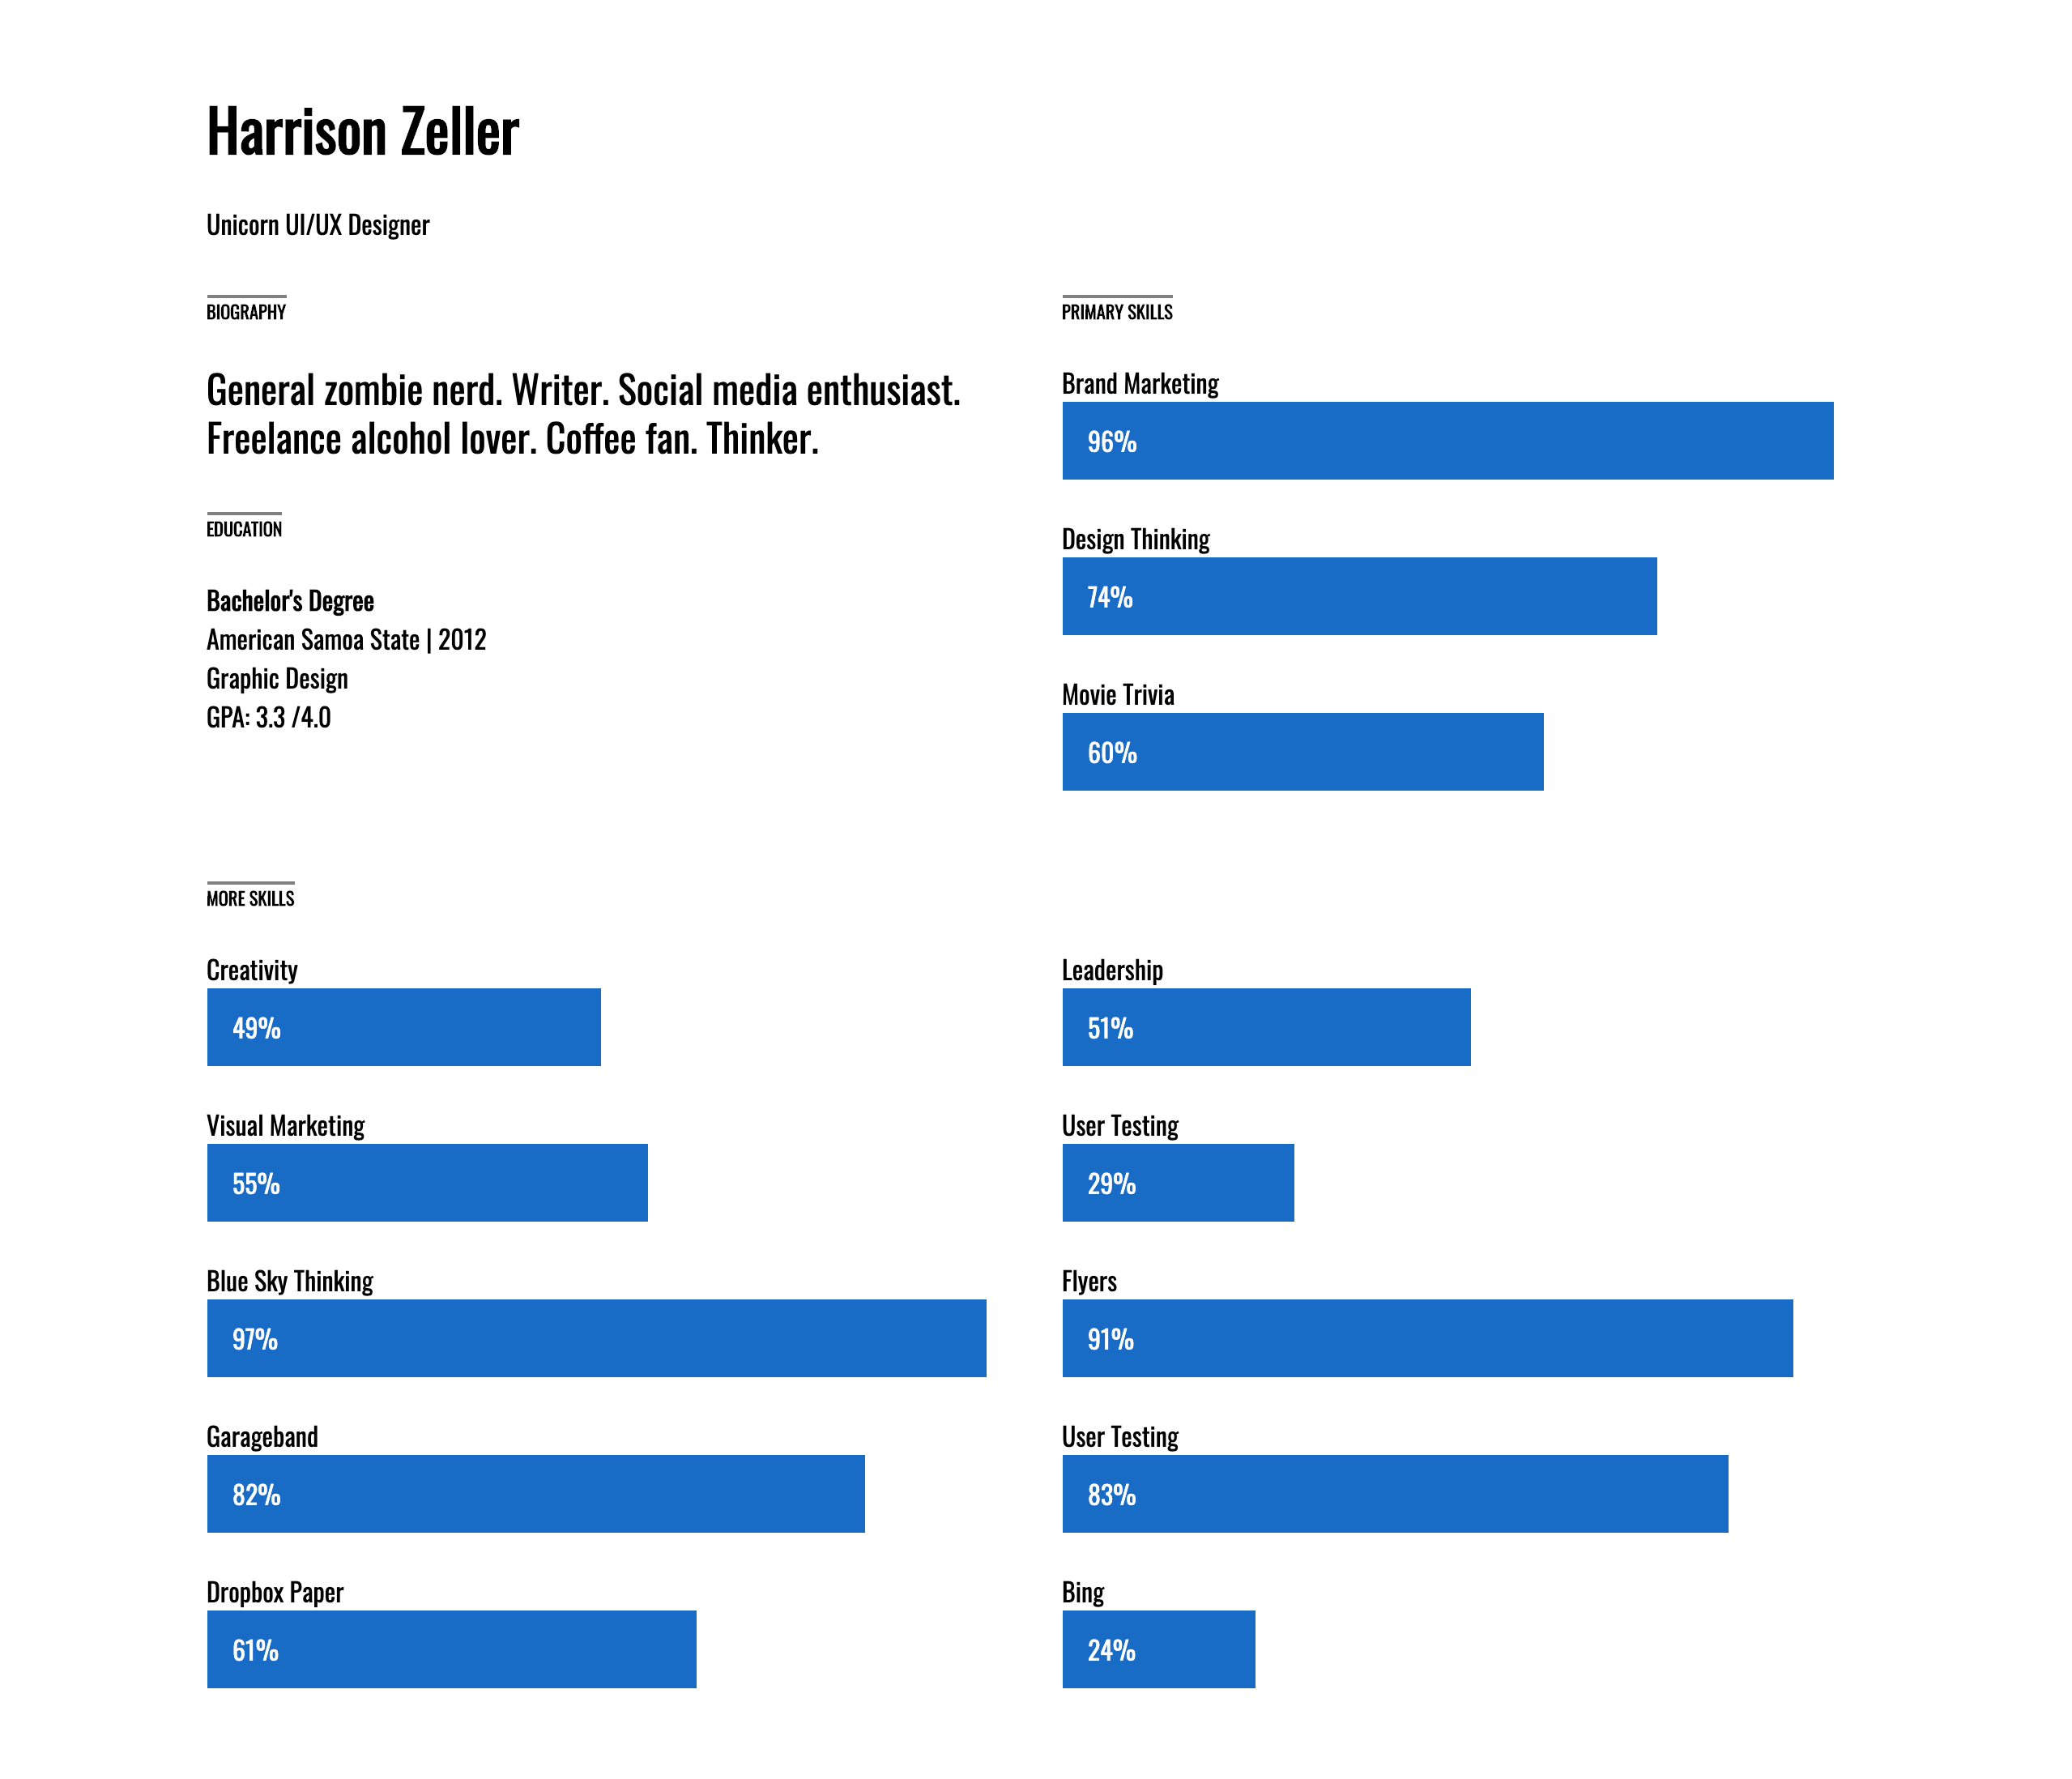 Harrison Zeller
Unicorn UI/UX Designer
BIOGRAPHY
General zombie nerd. Writer. Social media enthusiast.
Freelance alcohol lover. Coffee fan. Thinker.
EDUCATION
Bachelor's Degree
American Samoa State | 2012
Graphic Design
GPA: 3.3 /4.0
PRIMARY SKILLS
Brand Marketing
96%
Design Thinking
74%
Movie Trivia
60%
MORE SKILLS
Creativity
49%
Visual Marketing
55%
Blue Sky Thinking
97%
Garageband
82%
Dropbox Paper
61%
Leadership
51%
User Testing
29%
Flyers
91%
User Testing
83%
Bing
24%